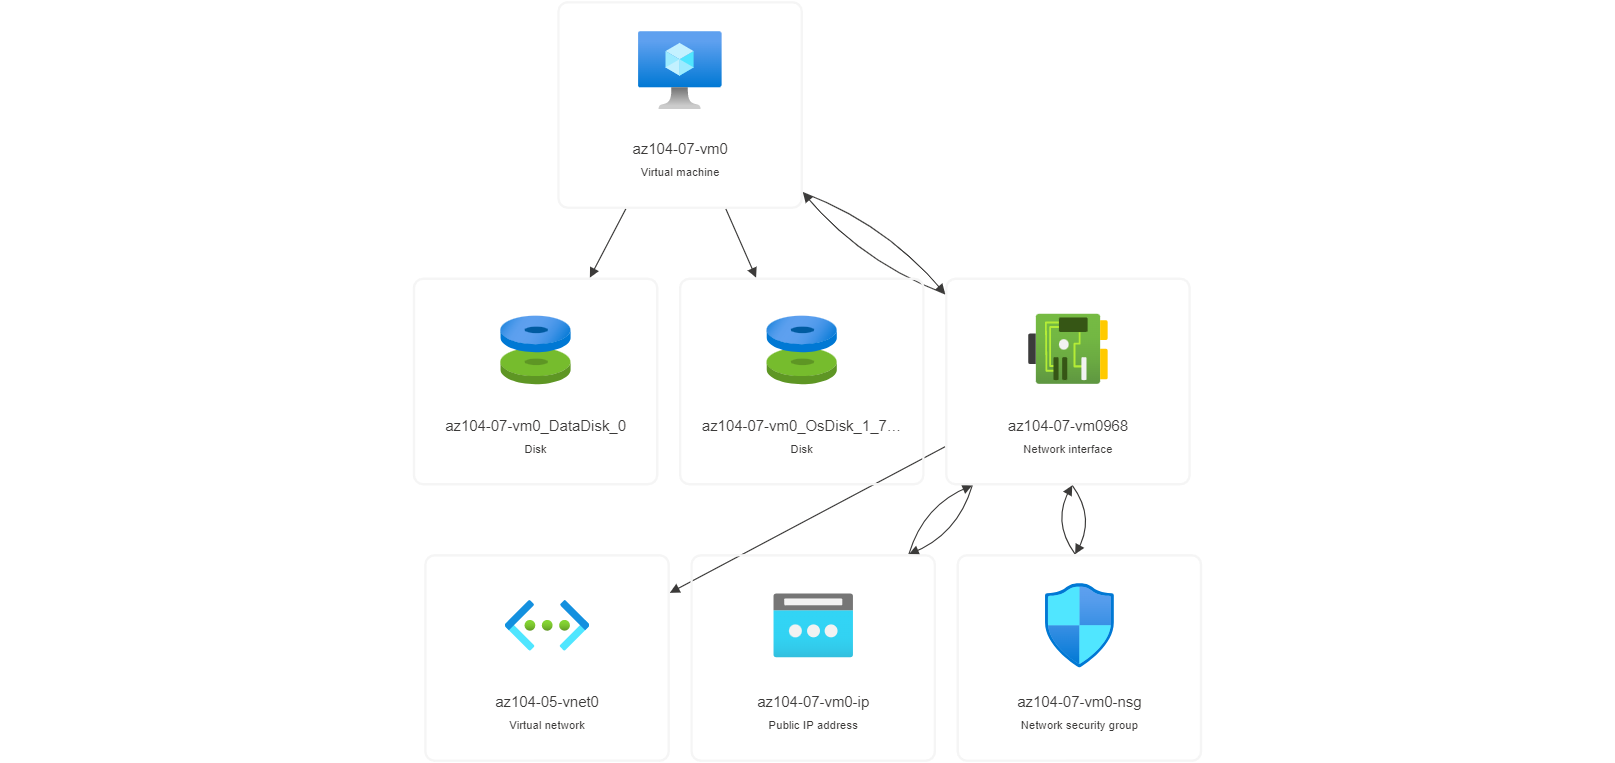 az104-07-vm0
Virtual machine
az104-07-vm0_DataDisk_0
Disk
az104-07-vm0_OsDisk_1_7...
Disk
az104-07-vm0968
Network interface
az104-05-vnet0
Virtual network
az104-07-vm0-ip
Public IP address
az104-07-vm0-nsg
Network security group